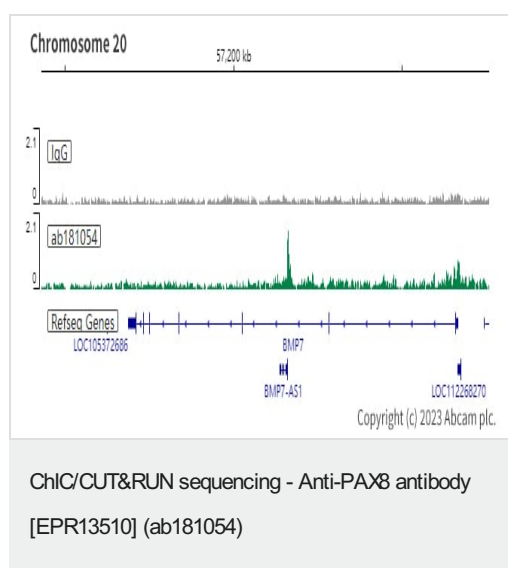 Chromosome 20
57,200 kb
2.1
IgG
0
2.1
ab181054
0
Refseq Genes
LOC105372686 BMP7
BMP7-AS1 LOC112268270
Copyright (c) 2023 Abcam plc.
ChIC/CUT&RUN sequencing - Anti-PAX8 antibody
[EPR13510] (ab181054)